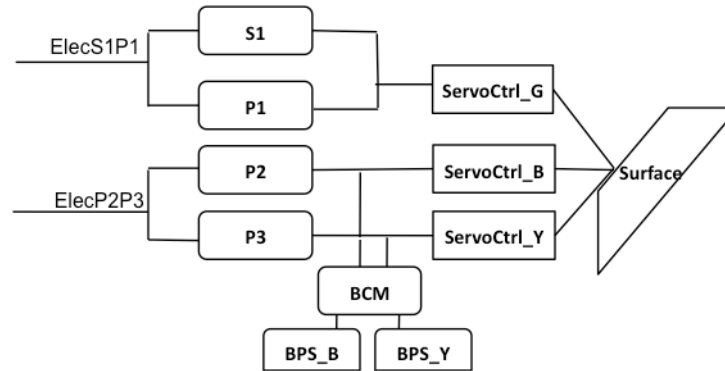 S1
ElecS1P1
P1
ServoCtrl_G
P2
ServoCtrl_B
Surface
ElecP2P3
P3
ServoCtrl_Y
BCM
BPS_B
BPS_Y